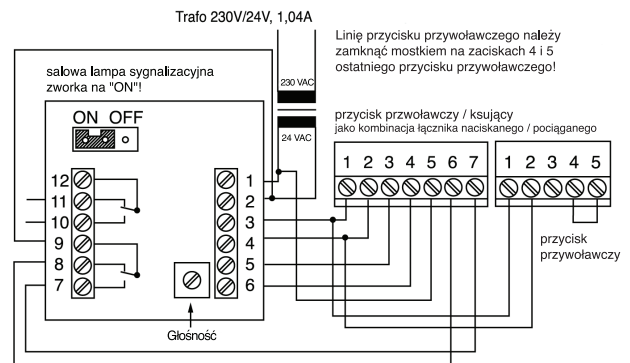 Trafo 230V/24V, 1,04A
Linię przycisku przywoławczego należy
zamknąć mostkiem na zaciskach 4 i 5
ostatniego przycisku przywoławczego!
salowa lampa sygnalizacyjna
zworka na "ON"!
230 VAC
24 VAC
przycisk przwoławczy / ksujący
jako kombinacja łącznika naciskanego / pociąganego
ON OFF
1 2 3 4 5 6 7
1 2 3 4 5
12
11
10
9
8
7
1
2
3
4
5
6
przycisk
przywoławczy
Głośność